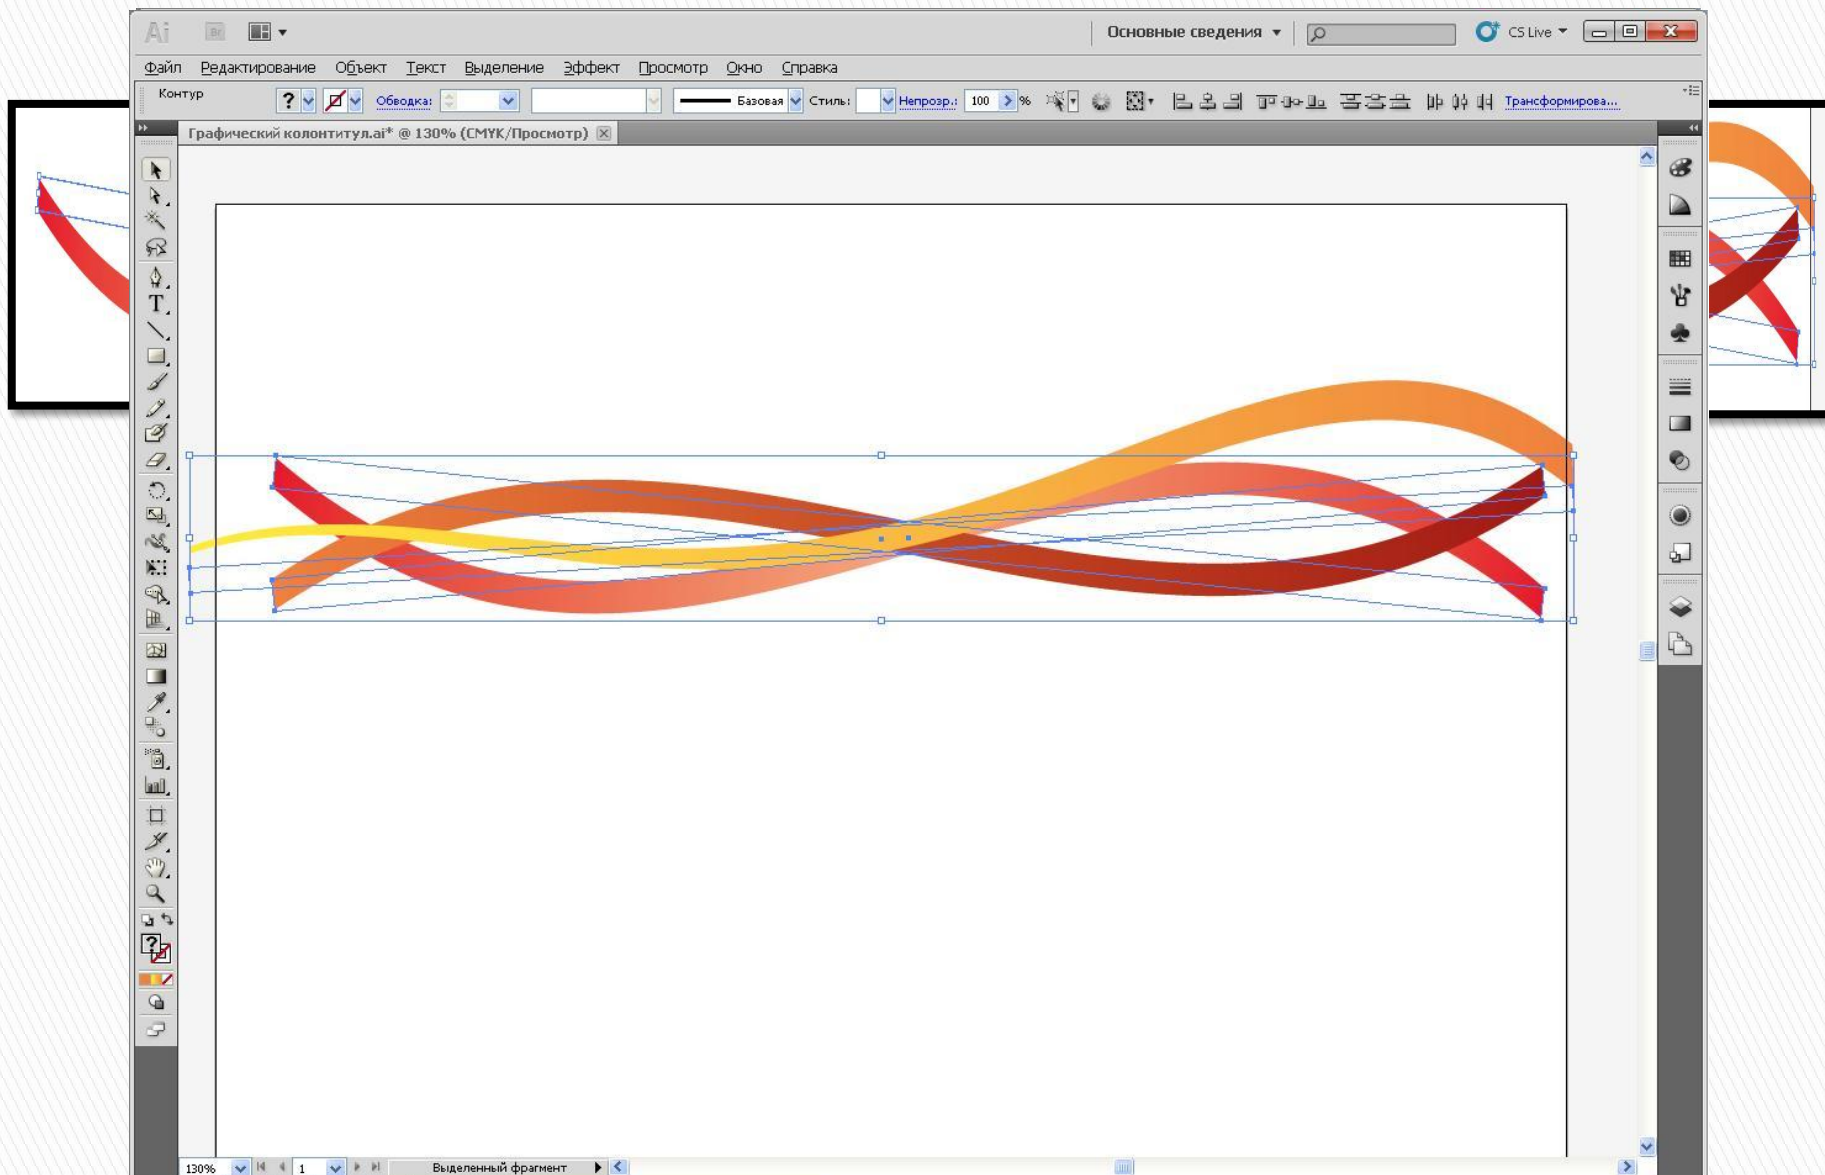 Ai Br Основные сведения CS Live
Файл Редактирование Объект Текст Выделение Эффект Просмотр Окно Справка
Контур ? Обводка: Базовая Стиль: Непрозр.: 100 % Трансформирова...
Графический колонтитул.ai* @ 130% (CMYK/Просмотр)
T
?
130% 1 Выделенный фрагмент